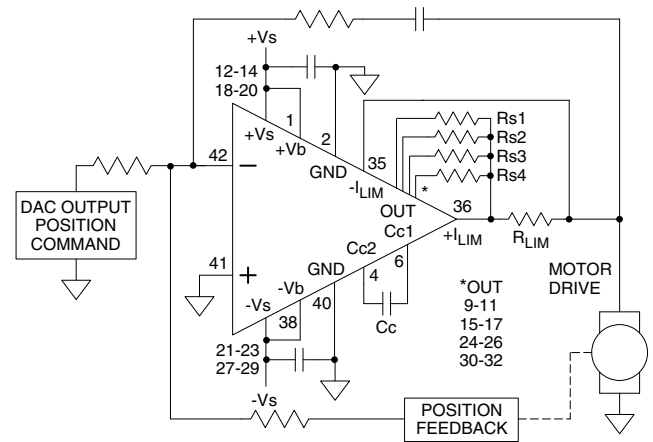 +Vs
12-14
18-20
1
2
+Vs
+Vb
GND
35
-ILIM
Rs1
Rs2
Rs3
Rs4
*
42
−
OUT
36
+ILIM
RLIM
DAC OUTPUT
POSITION
COMMAND
Cc1
Cc2
6
4
Cc
41
+
GND
-Vb
-Vs
40
38
21-23
27-29
-Vs
*OUT
9-11
15-17
24-26
30-32
MOTOR
DRIVE
POSITION
FEEDBACK